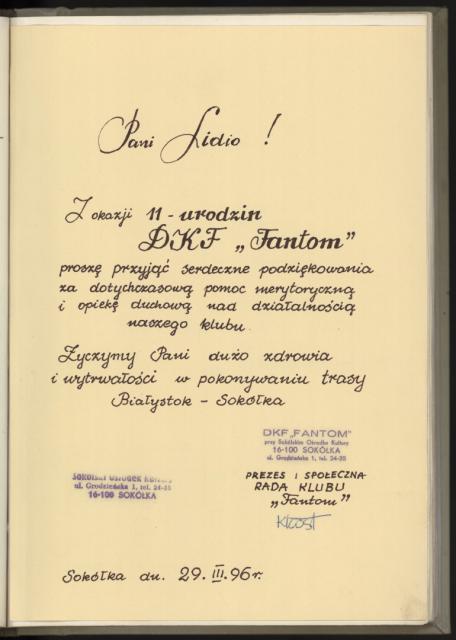 Pani Lidio !
Z okazji 11 - urodzin
DKF „Fantom”
proszę przyjąć serdeczne podziękowania
za dotychczasową pomoc merytoryczną
i opiekę duchową nad działalnością
naszego klubu.
Życzymy Pani dużo zdrowia
i wytrwałości w pokonywaniu trasy
Białystok - Sokółka
DKF „FANTOM”
przy Sokólskim Ośrodku Kultury
16-100 SOKÓŁKA
ul. Grodzieńska 1, tel. 24-35
SOKÓLSKI OŚRODEK KULTURY
ul. Grodzieńska 1, tel. 24-35
16-100 SOKÓŁKA
PREZES i SPOŁECZNA
RADA KLUBU
„Fantom”
Sokółka dn. 29. III. 96 r.